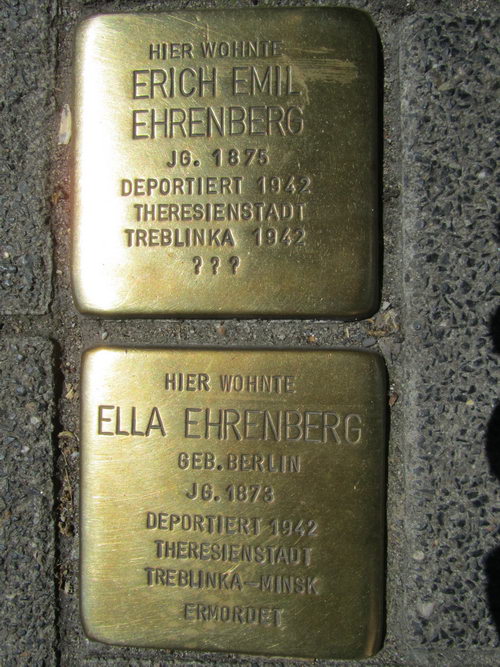 HIER WOHNTE
ERICH EMIL
EHRENBERG
JG. 1875
DEPORTIERT 1942
THERESIENSTADT
TREBLINKA 1942
???
HIER WOHNTE
ELLA EHRENBERG
GEB. BERLIN
JG. 1873
DEPORTIERT 1942
THERESIENSTADT
TREBLINKA-MINSK
ERMORDET